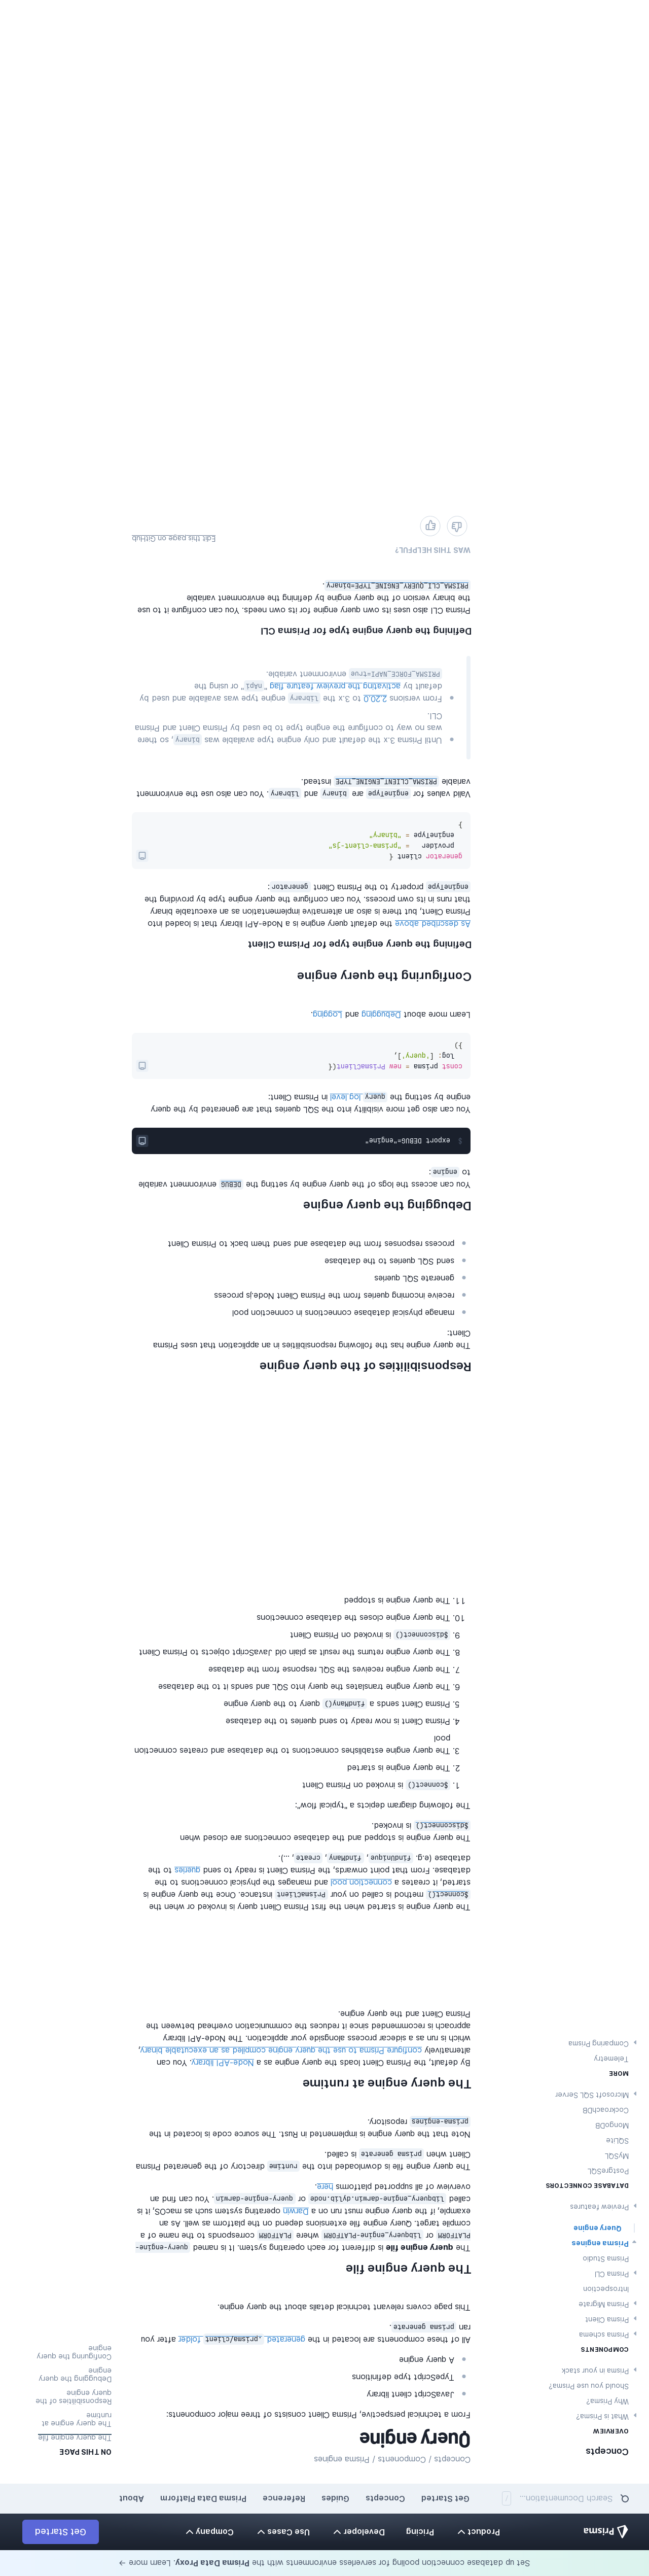 Set up database connection pooling for serverless environments with the Prisma Data Proxy. Learn more →
Prisma
Product
Pricing
Developer
Use Cases
Company
Get Started
Search Documentation...
/
Get Started
Concepts
Guides
Reference
Prisma Data Platform
About
Concepts
OVERVIEW
What is Prisma?
Why Prisma?
Should you use Prisma?
Prisma in your stack
COMPONENTS
Prisma schema
Prisma Client
Prisma Migrate
Introspection
Prisma CLI
Prisma Studio
Prisma engines
Query engine
Preview features
DATABASE CONNECTORS
PostgreSQL
MySQL
SQLite
MongoDB
CockroachDB
Microsoft SQL Server
MORE
Telemetry
Comparing Prisma
Concepts / Components / Prisma engines
Query engine
From a technical perspective, Prisma Client consists of three major components:
JavaScript client library
TypeScript type definitions
A query engine
All of these components are located in the generated .prisma/client folder after you
ran prisma generate.
This page covers relevant technical details about the query engine.
The query engine file
The query engine file is different for each operating system. It is named query-engine-
PLATFORM or libquery_engine-PLATFORM where PLATFORM corresponds to the name of a
compile target. Query engine file extensions depend on the platform as well. As an
example, if the query engine must run on a Darwin operating system such as macOS, it is
called libquery_engine-darwin.dylib.node or query-engine-darwin. You can find an
overview of all supported platforms here.
The query engine file is downloaded into the runtime directory of the generated Prisma
Client when prisma generate is called.
Note that the query engine is implemented in Rust. The source code is located in the
prisma-engines repository.
The query engine at runtime
By default, the Prisma Client loads the query engine as a Node-API library. You can
alternatively configure Prisma to use the query engine compiled as an executable binary,
which is run as a sidecar process alongside your application. The Node-API library
approach is recommended since it reduces the communication overhead between the
Prisma Client and the query engine.
The query engine is started when the first Prisma Client query is invoked or when the
$connect() method is called on your PrismaClient instance. Once the query engine is
started, it creates a connection pool and manages the physical connections to the
database. From that point onwards, the Prisma Client is ready to send queries to the
database (e.g. findUnique, findMany, create, ...).
The query engine is stopped and the database connections are closed when
$disconnect() is invoked.
The following diagram depicts a "typical flow":
1. $connect() is invoked on Prisma Client
2. The query engine is started
3. The query engine establishes connections to the database and creates connection
pool
4. Prisma Client is now ready to send queries to the database
5. Prisma Client sends a findMany() query to the query engine
6. The query engine translates the query into SQL and sends it to the database
7. The query engine receives the SQL response from the database
8. The query engine returns the result as plain old JavaScript objects to Prisma Client
9. $disconnect() is invoked on Prisma Client
10. The query engine closes the database connections
11. The query engine is stopped
Responsibilities of the query engine
The query engine has the following responsibilities in an application that uses Prisma
Client:
manage physical database connections in connection pool
receive incoming queries from the Prisma Client Node.js process
generate SQL queries
send SQL queries to the database
process responses from the database and send them back to Prisma Client
Debugging the query engine
You can access the logs of the query engine by setting the DEBUG environment variable
to engine:
$ export DEBUG="engine"
You can also get more visibility into the SQL queries that are generated by the query
engine by setting the query log level in Prisma Client:
const prisma = new PrismaClient({
log: ['query'],
})
Learn more about Debugging and Logging.
Configuring the query engine
Defining the query engine type for Prisma Client
As described above the default query engine is a Node-API library that is loaded into
Prisma Client, but there is also an alternative implementation as an executable binary
that runs in its own process. You can configure the query engine type by providing the
engineType property to the Prisma Client generator:
generator client {
provider = "prisma-client-js"
engineType = "binary"
}
Valid values for engineType are binary and library. You can also use the environment
variable PRISMA_CLIENT_ENGINE_TYPE instead.
Until Prisma 3.x the default and only engine type available was binary, so there
was no way to configure the engine type to be used by Prisma Client and Prisma
CLI.
From versions 2.20.0 to 3.x the library engine type was available and used by
default by activating the preview feature flag "nApi" or using the
PRISMA_FORCE_NAPI=true environment variable.
Defining the query engine type for Prisma CLI
Prisma CLI also uses its own query engine for its own needs. You can configure it to use
the binary version of the query engine by defining the environment variable
PRISMA_CLI_QUERY_ENGINE_TYPE=binary.
WAS THIS HELPFUL?
Edit this page on GitHub
ON THIS PAGE
The query engine file
The query engine at
runtime
Responsibilities of the
query engine
Debugging the query
engine
Configuring the query
engine